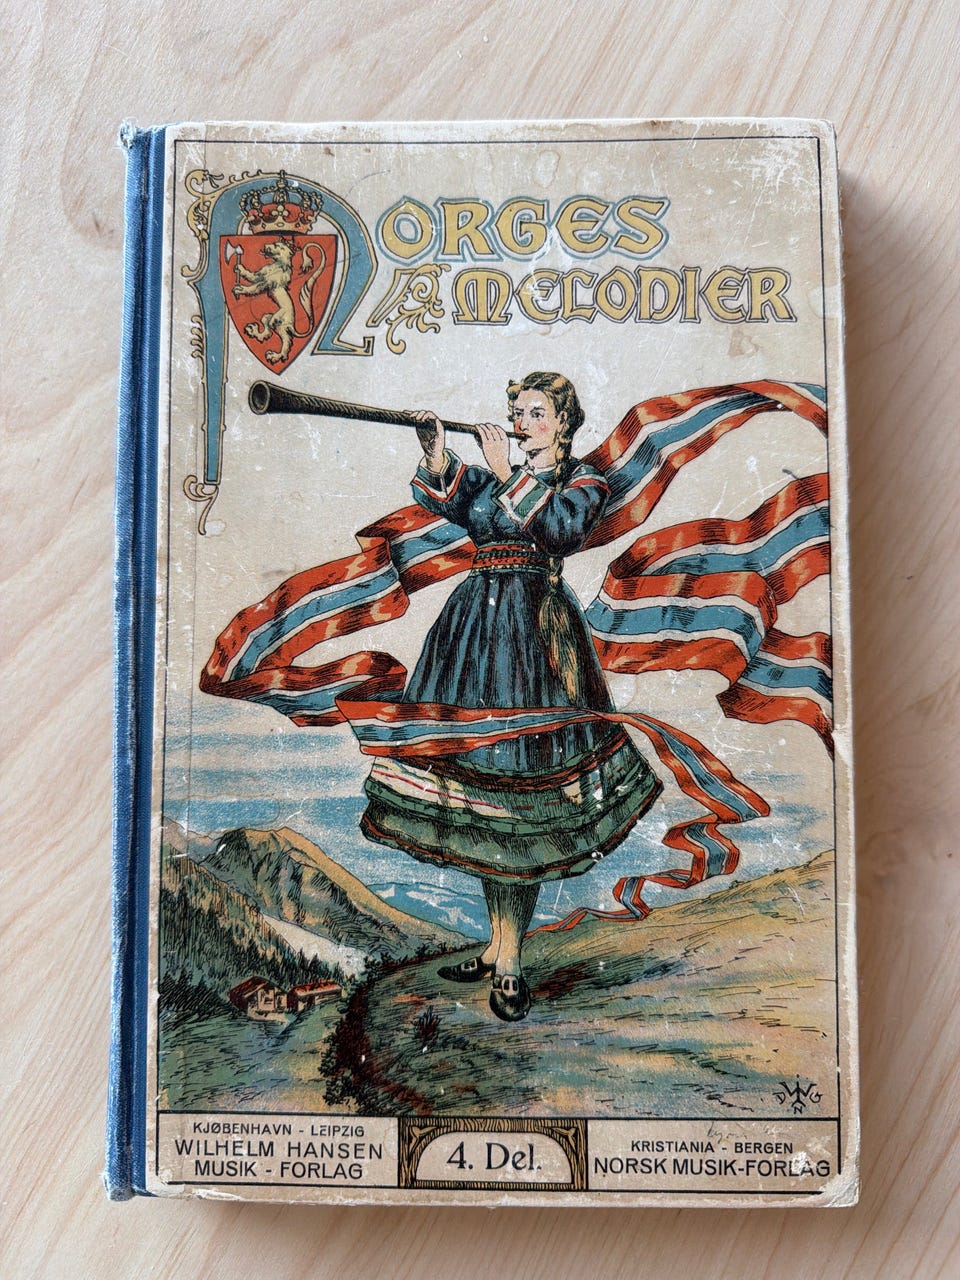 NORGES
MELODIER
KJØBENHAVN - LEIPZIG
WILHELM HANSEN
MUSIK - FORLAG
4. Del.
KRISTIANIA - BERGEN
NORSK MUSIK-FORLAG